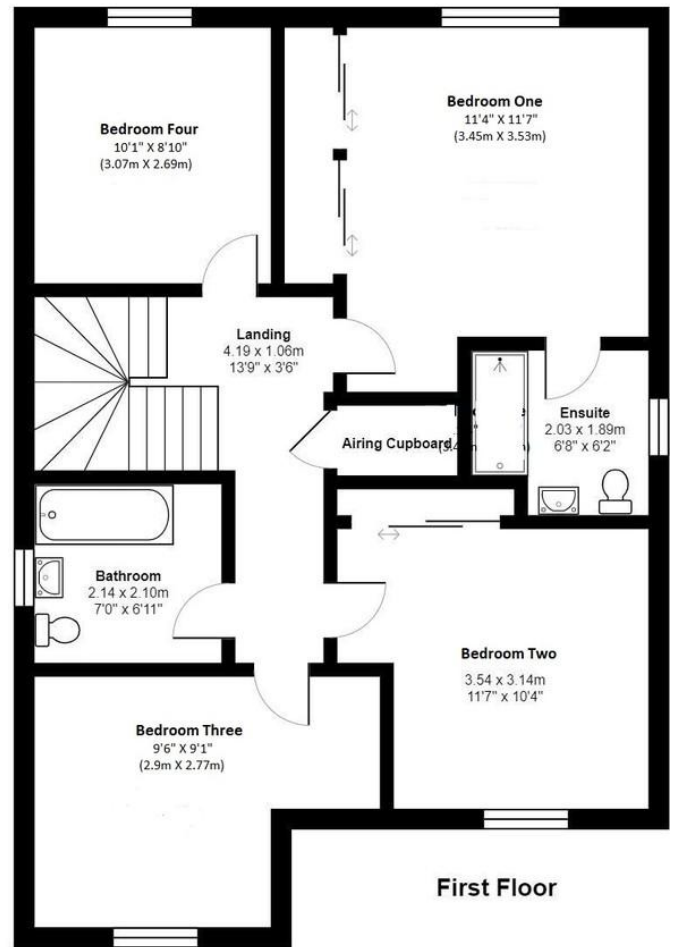 Bedroom Four
10'1" X 8'10"
(3.07m X 2.69m)
Bedroom One
11'4" X 11'7"
(3.45m X 3.53m)
Landing
4.19 x 1.06m
13'9" x 3'6"
Airing Cupboard
Ensuite
2.03 x 1.89m
6'8" x 6'2"
Bathroom
2.14 x 2.10m
7'0" x 6'11"
Bedroom Two
3.54 x 3.14m
11'7" x 10'4"
Bedroom Three
9'6" X 9'1"
(2.9m X 2.77m)
First Floor